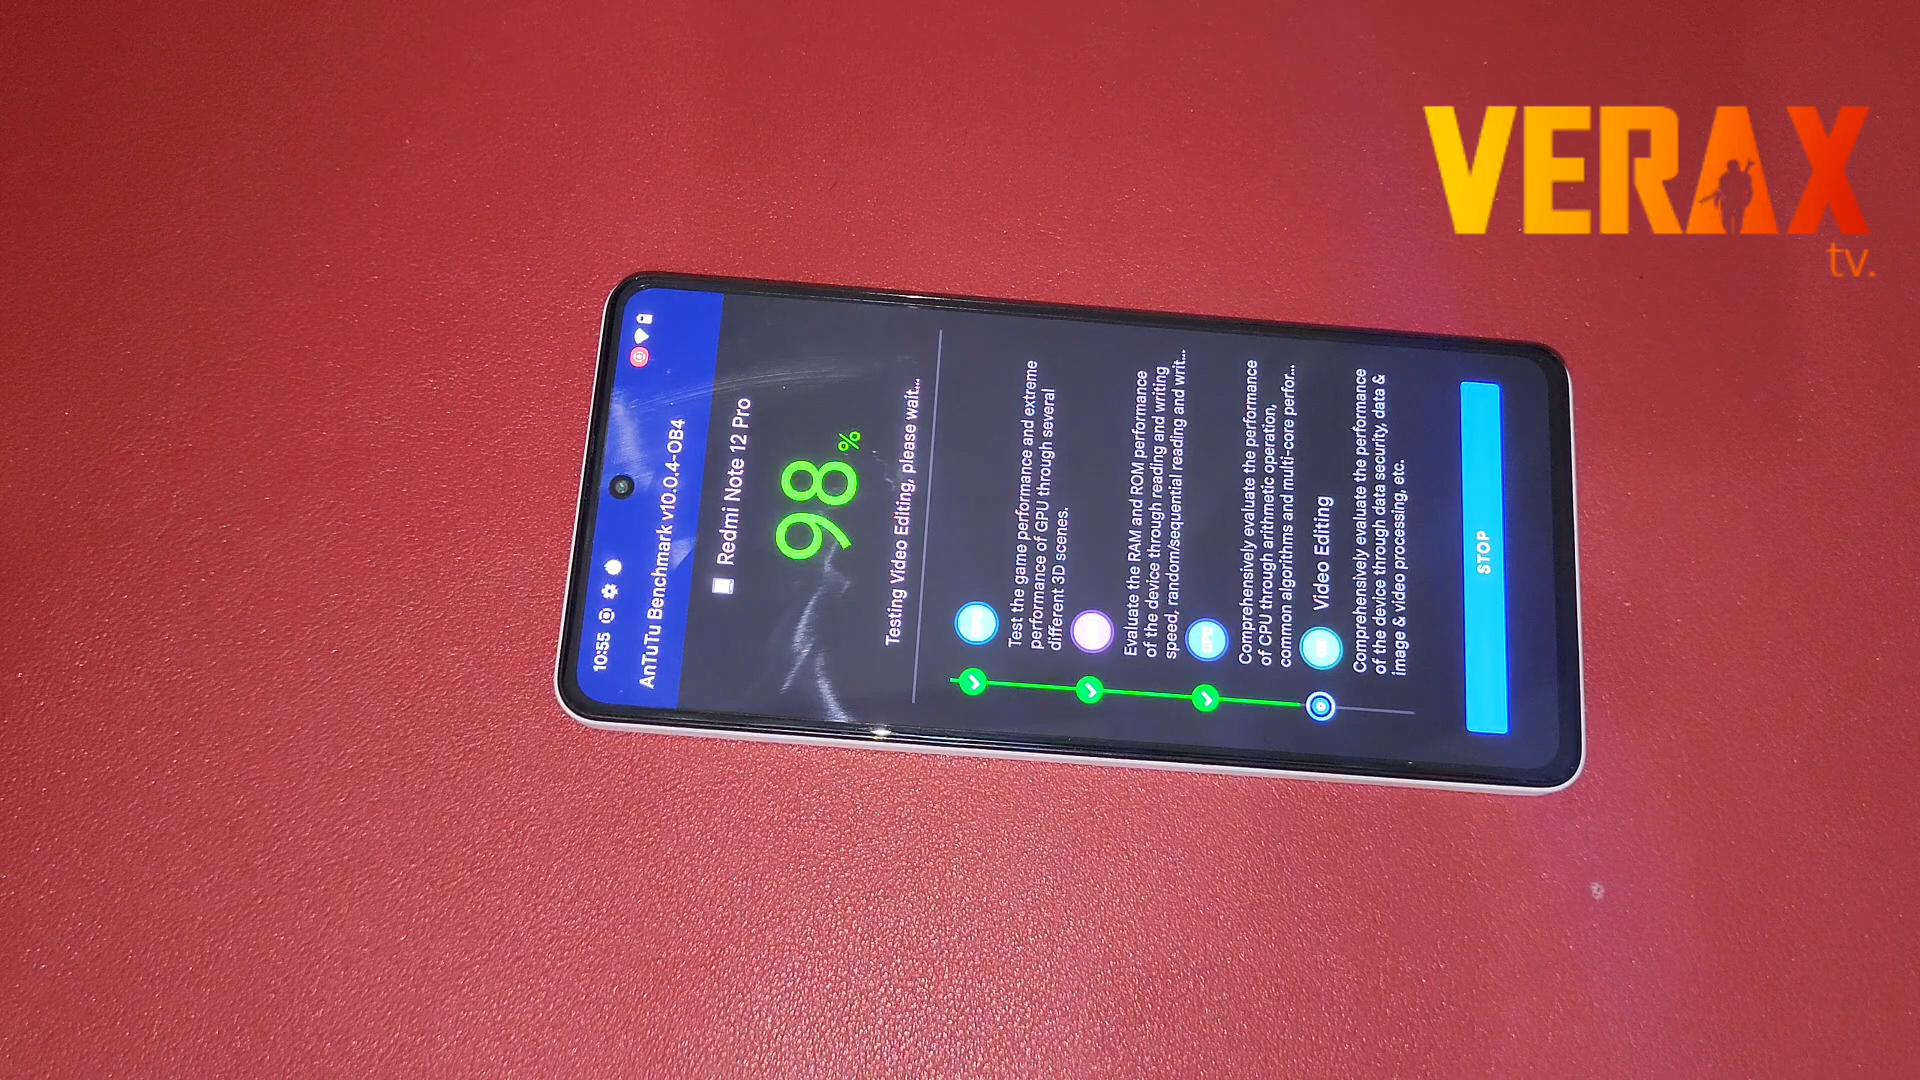 VERAX
tv.
10:55
AnTuTu Benchmark v10.0.4-OB4
Redmi Note 12 Pro
98%
Testing Video Editing, please wait...
Test the game performance and extreme
performance of GPU through several
different 3D scenes.
Evaluate the RAM and ROM performance
of the device through reading and writing
speed, random/sequential reading and writ...
CPU
Comprehensively evaluate the performance
of CPU through arithmetic operation,
common algorithms and multi-core perfor...
Video Editing
Comprehensively evaluate the performance
of the device through data security, data &
image & video processing, etc.
STOP